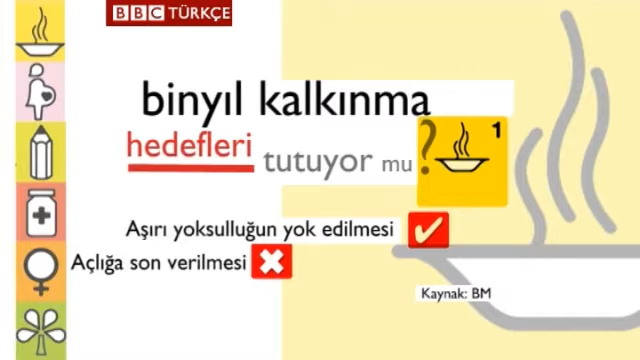 BBC TÜRKÇE
binyıl kalkınma
hedefleri tutuyor mu ?
1
Aşırı yoksulluğun yok edilmesi
Açlığa son verilmesi
Kaynak: BM